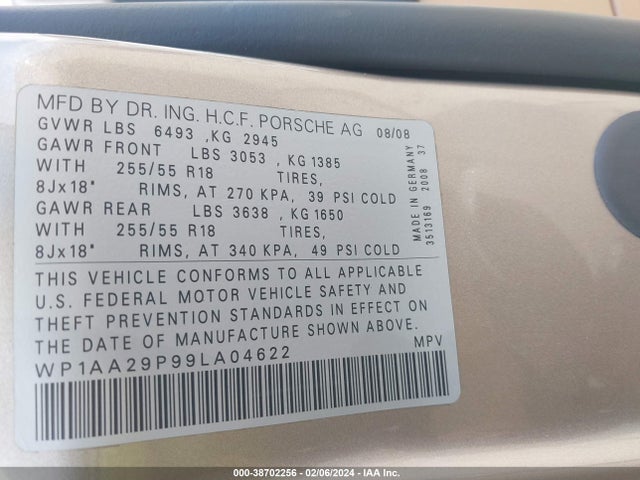 MFD BY DR. ING. H.C.F. PORSCHE AG 08/08
GVWR LBS 6493 ,KG 2945
GAWR FRONT LBS 3053 , KG 1385
WITH 255/55 R18 TIRES,
8Jx18" RIMS, AT 270 KPA, 39 PSI COLD
GAWR REAR LBS 3638 , KG 1650
WITH 255/55 R18 TIRES,
8Jx18" RIMS, AT 340 KPA, 49 PSI COLD
THIS VEHICLE CONFORMS TO ALL APPLICABLE
U.S. FEDERAL MOTOR VEHICLE SAFETY AND
THEFT PREVENTION STANDARDS IN EFFECT ON
THE DATE OF MANUFACTURE SHOWN ABOVE.
WP1AA29P99LA04622 MPV
MADE IN GERMANY
3513169 2008 37
000-38702256 - 02/06/2024 - IAA Inc.